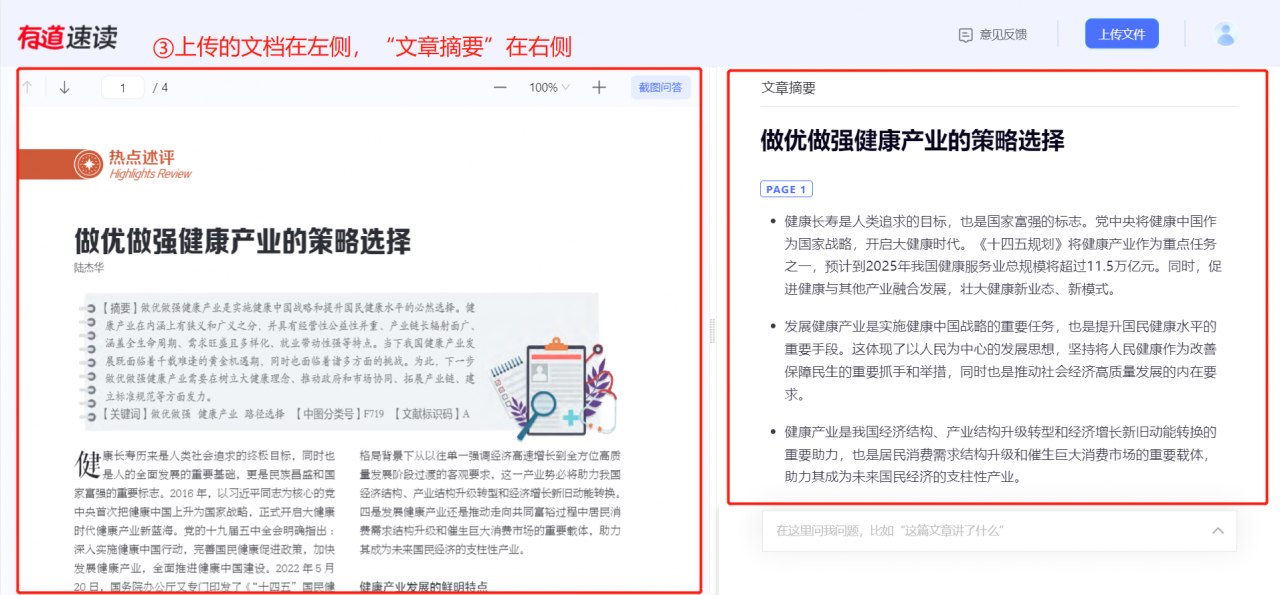 有道速读
③上传的文档在左侧，“文章摘要”在右侧
意见反馈
上传文件
1 / 4
100%
截图问答
热点述评
Highlights Review
做优做强健康产业的策略选择
陆杰华
【摘要】做优做强健康产业是实施健康中国战略和提升国民健康水平的必然选择。健
康产业在内涵上有狭义和广义之分，并具有经营性公益性并重、产业链长辐射面广、
涵盖全生命周期、需求旺盛且多样化、就业带动性强等特点。当下我国健康产业发
展既面临着千载难逢的黄金机遇期，同时也面临着诸多方面的挑战。为此，下一步
做优做强健康产业需要在树立大健康理念、推动政府和市场协同、拓展产业链、建
立标准规范等方面发力。
【关键词】做优做强 健康产业 路径选择 【中图分类号】F719 【文献标识码】A
健康长寿历来是人类社会追求的终极目标，同时也
是人的全面发展的重要基础，更是民族昌盛和国
家富强的重要标志。2016 年，以习近平同志为核心的党
中央首次把健康中国上升为国家战略，正式开启大健康
时代健康产业新蓝海。党的十九届五中全会明确指出：
深入实施健康中国行动，完善国民健康促进政策，加快
发展健康产业，全面推进健康中国建设。2022 年 5 月
20 日，国务院办公厅又专门印发了《“十四五”国民健
格局背景下从以往单一强调经济高速增长到全方位高质
量发展阶段过渡的客观要求，这一产业势必将助力我国
经济结构、产业结构升级转型和经济增长新旧动能转换。
四是发展健康产业还是推动走向共同富裕过程中居民消
费需求结构升级和催生巨大消费市场的重要载体，助力
其成为未来国民经济的支柱性产业。
健康产业发展的鲜明特点
文章摘要
做优做强健康产业的策略选择
PAGE 1
健康长寿是人类追求的目标，也是国家富强的标志。党中央将健康中国作
为国家战略，开启大健康时代。《十四五规划》将健康产业作为重点任务
之一，预计到2025年我国健康服务业总规模将超过11.5万亿元。同时，促
进健康与其他产业融合发展，壮大健康新业态、新模式。
发展健康产业是实施健康中国战略的重要任务，也是提升国民健康水平的
重要手段。这体现了以人民为中心的发展思想，坚持将人民健康作为改善
保障民生的重要抓手和举措，同时也是推动社会经济高质量发展的内在要
求。
健康产业是我国经济结构、产业结构升级转型和经济增长新旧动能转换的
重要助力，也是居民消费需求结构升级和催生巨大消费市场的重要载体，
助力其成为未来国民经济的支柱性产业。
在这里问我问题，比如“这篇文章讲了什么”